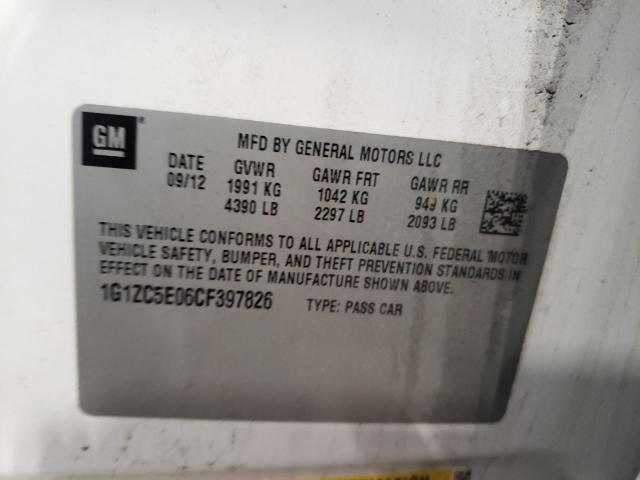 GM
MFD BY GENERAL MOTORS LLC
DATE GVWR GAWR FRT GAWR RR
09/12 1991 KG 1042 KG 949 KG
4390 LB 2297 LB 2093 LB
THIS VEHICLE CONFORMS TO ALL APPLICABLE U.S. FEDERAL MOTOR
VEHICLE SAFETY, BUMPER, AND THEFT PREVENTION STANDARDS IN
EFFECT ON THE DATE OF MANUFACTURE SHOWN ABOVE.
1G1ZC5E06CF397826 TYPE: PASS CAR